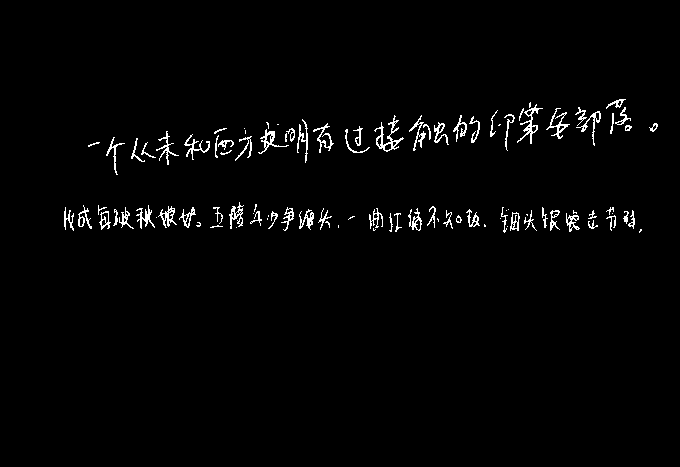 一个从未和西方文明有过接触的印第安部落。
妆成每被秋娘妒。五陵年少争缠头,一曲红绡不知数,钿头银篦击节碎,